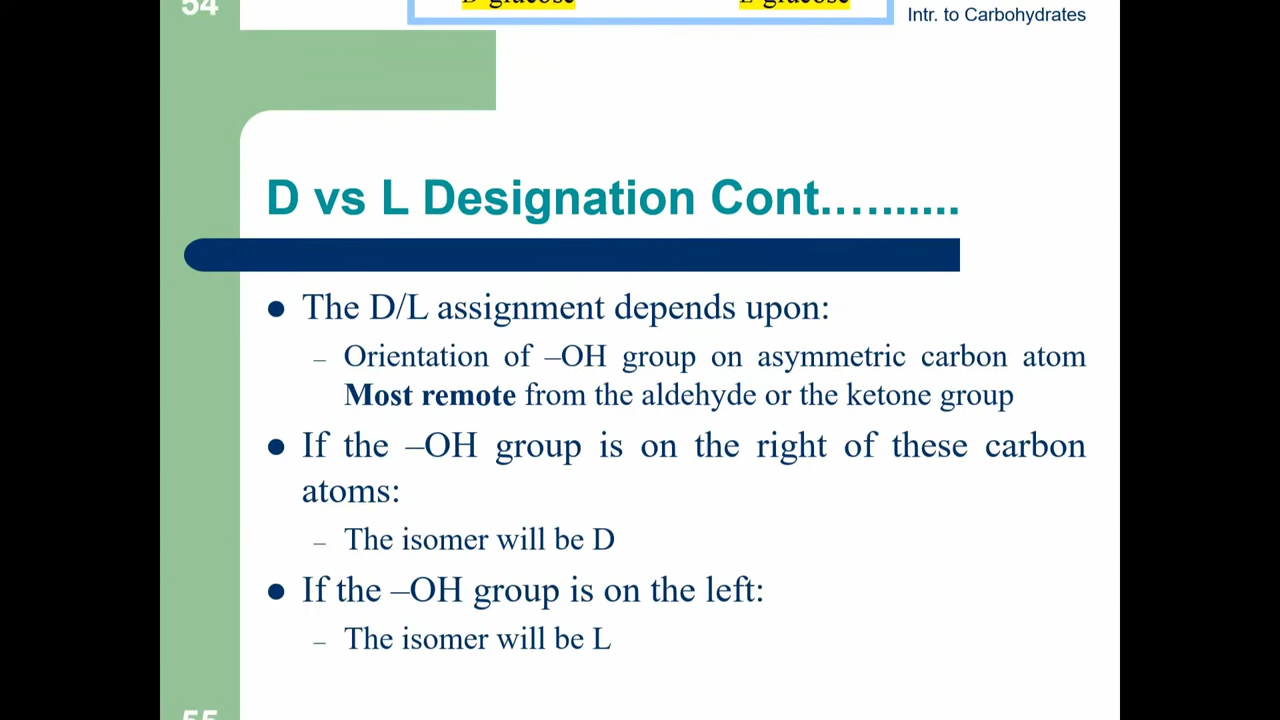 54
D-glucose L-glucose
Intr. to Carbohydrates
D vs L Designation Cont..........
The D/L assignment depends upon:
– Orientation of –OH group on asymmetric carbon atom
Most remote from the aldehyde or the ketone group
If the –OH group is on the right of these carbon
atoms:
– The isomer will be D
If the –OH group is on the left:
– The isomer will be L
55